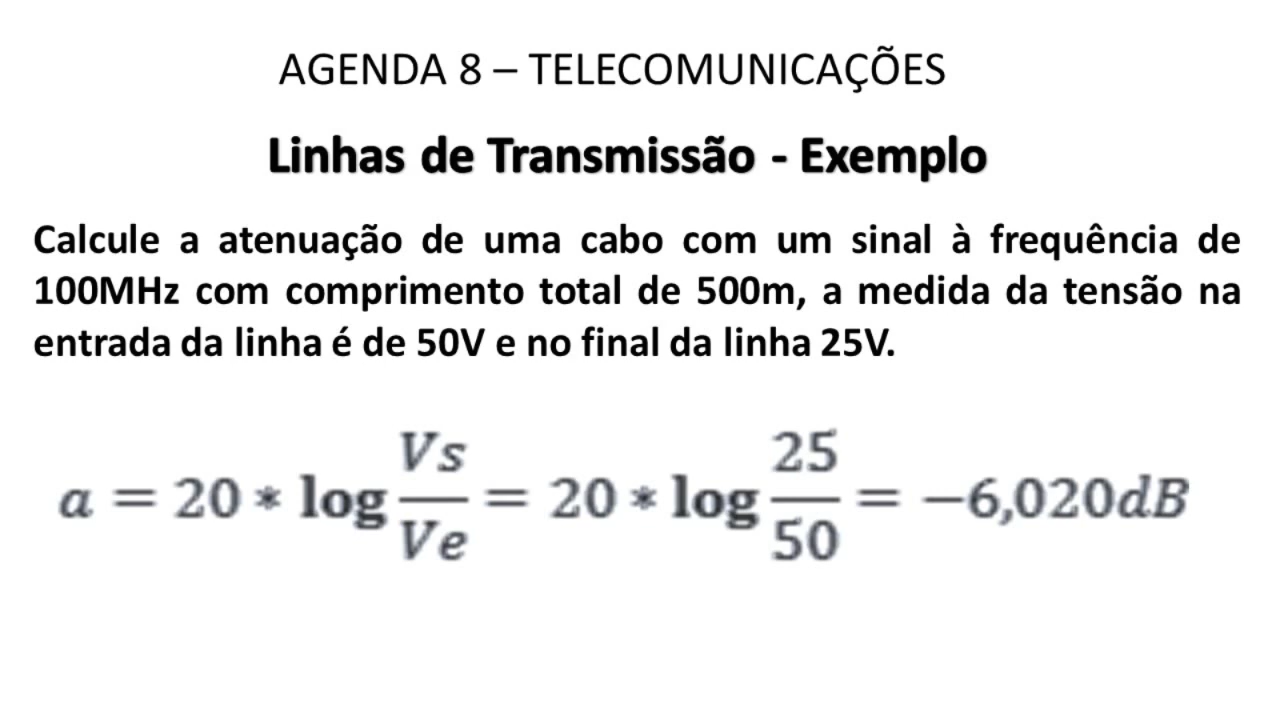 AGENDA 8 – TELECOMUNICAÇÕES
Linhas de Transmissão - Exemplo
Calcule a atenuação de uma cabo com um sinal à frequência de
100MHz com comprimento total de 500m, a medida da tensão na
entrada da linha é de 50V e no final da linha 25V.
a = 20 * log Vs/Ve = 20 * log 25/50 = −6,020dB